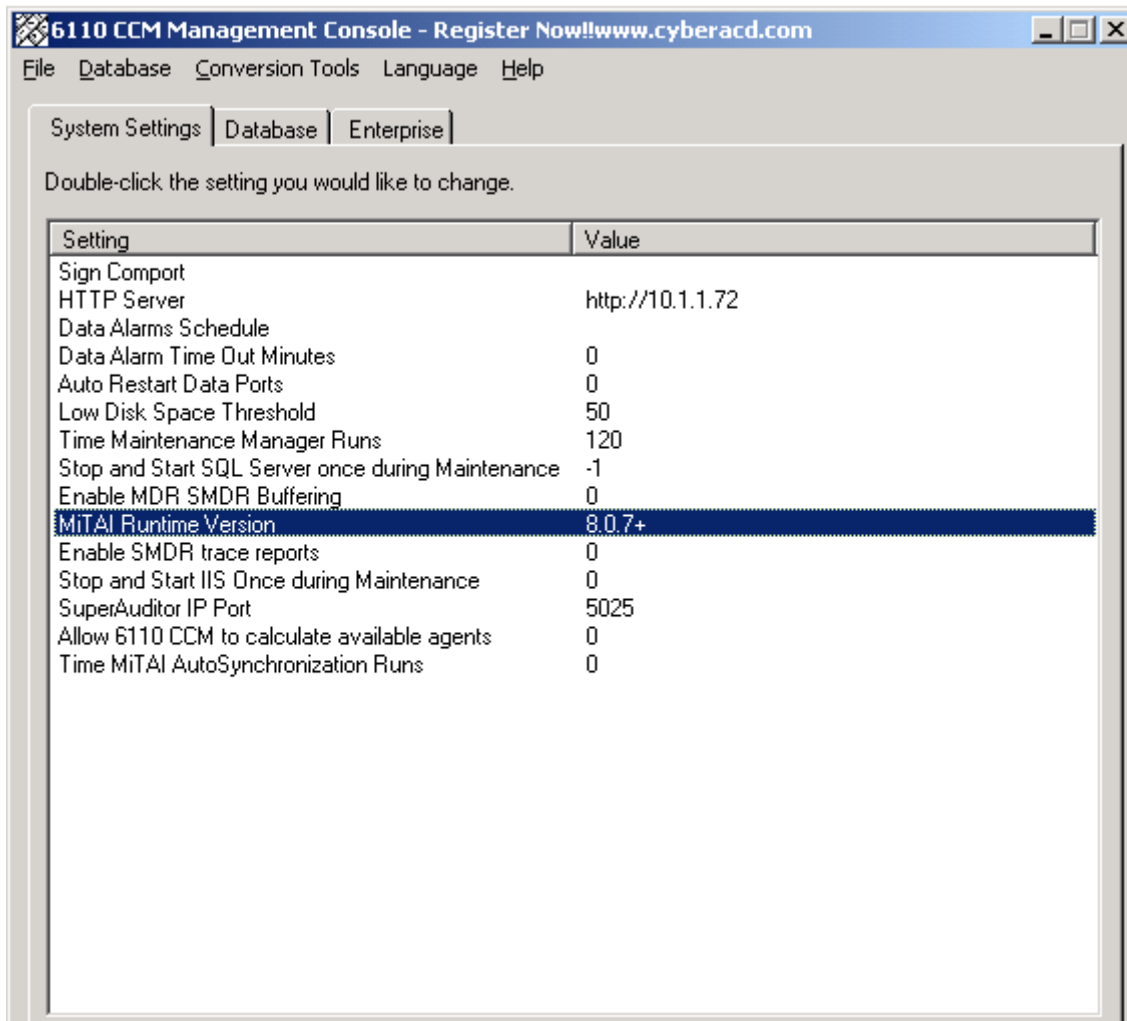 6110 CCM Management Console - Register Now!!www.cyberacd.com
File Database Conversion Tools Language Help
System Settings Database Enterprise
Double-click the setting you would like to change.
Setting Value
Sign Comport
HTTP Server http://10.1.1.72
Data Alarms Schedule
Data Alarm Time Out Minutes 0
Auto Restart Data Ports 0
Low Disk Space Threshold 50
Time Maintenance Manager Runs 120
Stop and Start SQL Server once during Maintenance -1
Enable MDR SMDR Buffering 0
MiTAI Runtime Version 8.0.7+
Enable SMDR trace reports 0
Stop and Start IIS Once during Maintenance 0
SuperAuditor IP Port 5025
Allow 6110 CCM to calculate available agents 0
Time MiTAI AutoSynchronization Runs 0